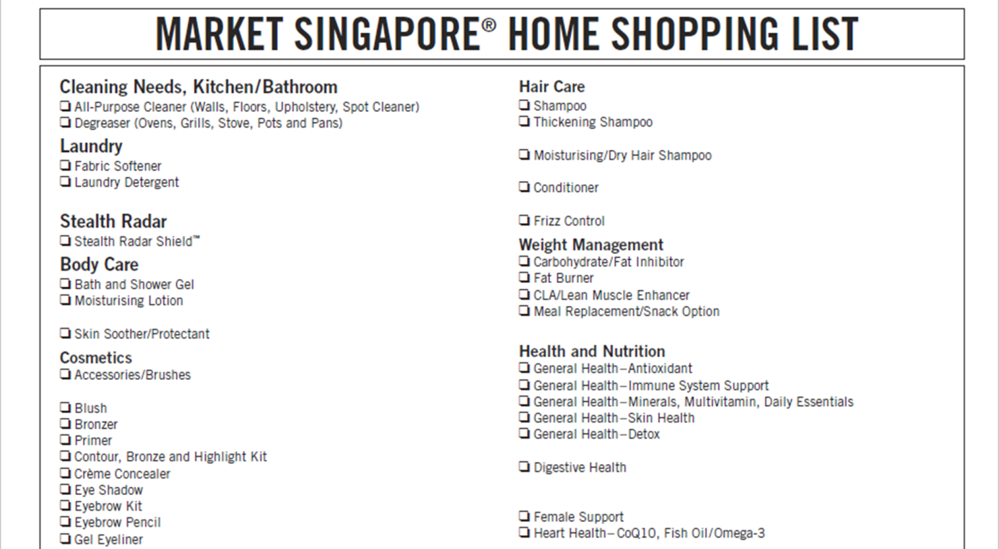 MARKET SINGAPORE® HOME SHOPPING LIST
Cleaning Needs, Kitchen/Bathroom
❏ All-Purpose Cleaner (Walls, Floors, Upholstery, Spot Cleaner)
❏ Degreaser (Ovens, Grills, Stove, Pots and Pans)
Laundry
❏ Fabric Softener
❏ Laundry Detergent
Stealth Radar
❏ Stealth Radar Shield™
Body Care
❏ Bath and Shower Gel
❏ Moisturising Lotion
❏ Skin Soother/Protectant
Cosmetics
❏ Accessories/Brushes
❏ Blush
❏ Bronzer
❏ Primer
❏ Contour, Bronze and Highlight Kit
❏ Crème Concealer
❏ Eye Shadow
❏ Eyebrow Kit
❏ Eyebrow Pencil
❏ Gel Eyeliner
Hair Care
❏ Shampoo
❏ Thickening Shampoo
❏ Moisturising/Dry Hair Shampoo
❏ Conditioner
❏ Frizz Control
Weight Management
❏ Carbohydrate/Fat Inhibitor
❏ Fat Burner
❏ CLA/Lean Muscle Enhancer
❏ Meal Replacement/Snack Option
Health and Nutrition
❏ General Health–Antioxidant
❏ General Health–Immune System Support
❏ General Health–Minerals, Multivitamin, Daily Essentials
❏ General Health–Skin Health
❏ General Health–Detox
❏ Digestive Health
❏ Female Support
❏ Heart Health–CoQ10, Fish Oil/Omega-3